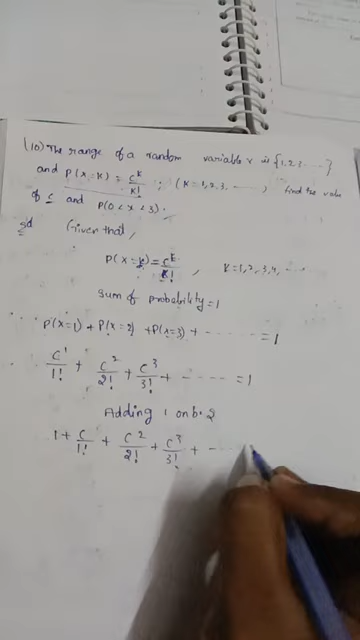 (10) The range of a random variable x is {1,2,3.....}
and P(x=k) = c^k/k! : (k=1,2,3,.....) find the value
of c and P(0<x<3).
Sol Given that,
P(x=k) = c^k/k! , k=1,2,3,4,...
Sum of probability=1
P(x=1) + P(x=2) + P(x=3) + ...... = 1
c^1/1! + c^2/2! + c^3/3! + ----- = 1
Adding 1 on b.s
1 + c/1! + c^2/2! + c^3/3! + ---